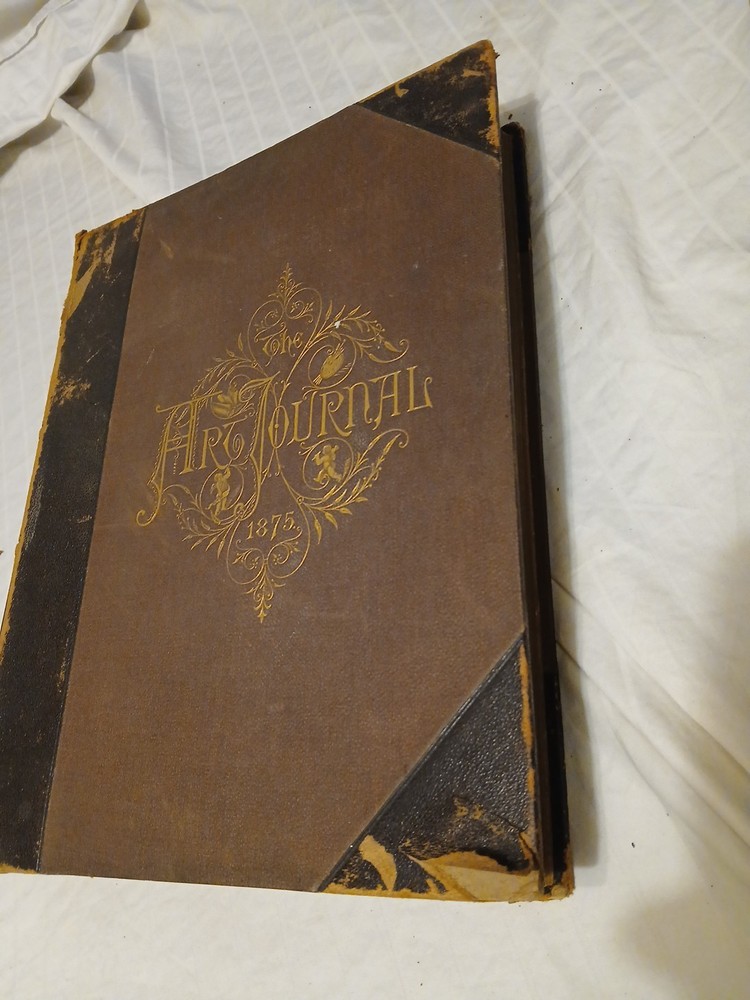 The
ART JOURNAL
1875.